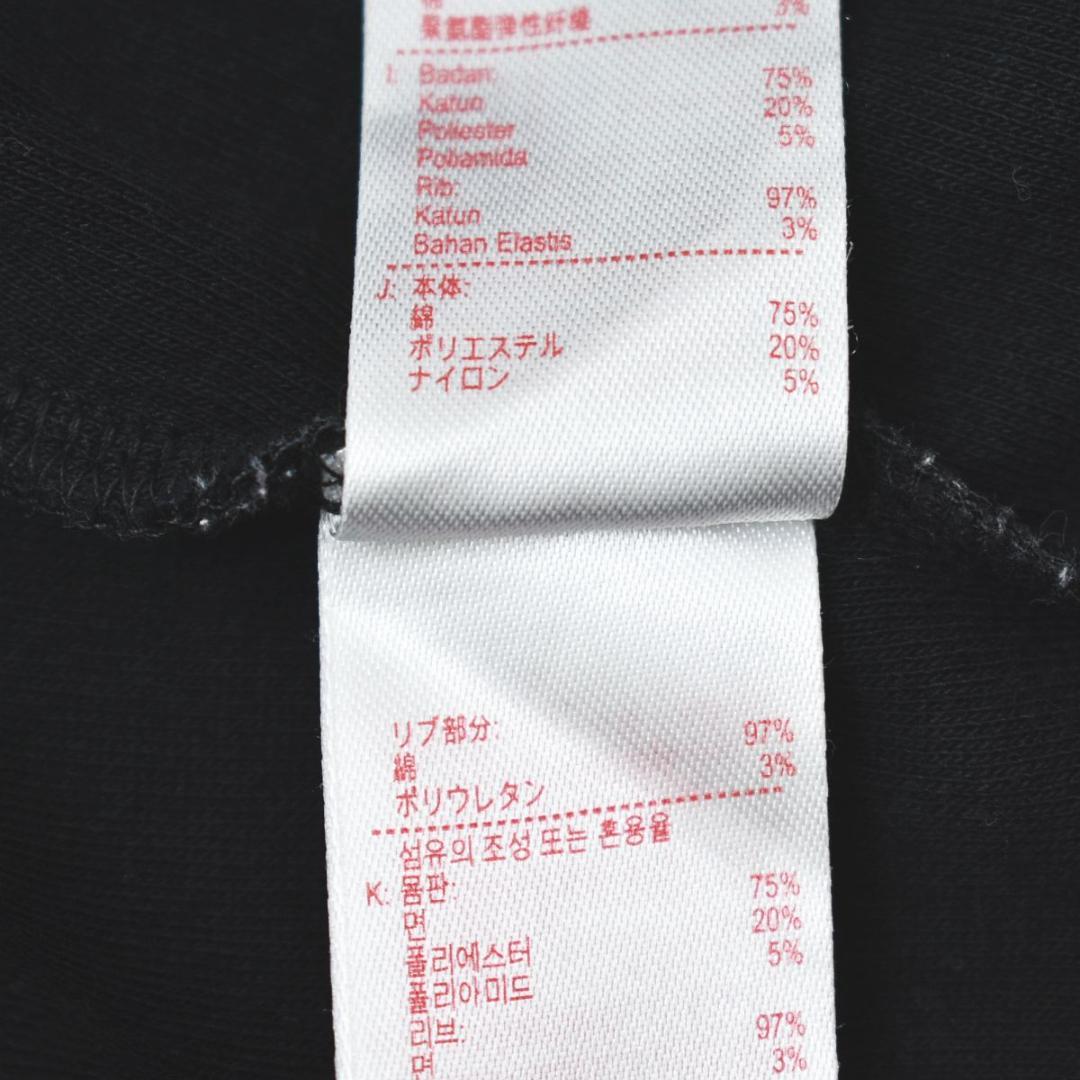 棉 3%
聚氨酯弹性纤维
I: Badan: 75%
Katun 20%
Poliester 5%
Poliamida
Rib: 97%
Katun 3%
Bahan Elastis
J: 本体:
綿 75%
ポリエステル 20%
ナイロン 5%
リブ部分: 97%
綿 3%
ポリウレタン
섬유의 조성 또는 혼용율
K: 몸판: 75%
면 20%
폴리에스터 5%
폴리아미드
리브: 97%
면 3%